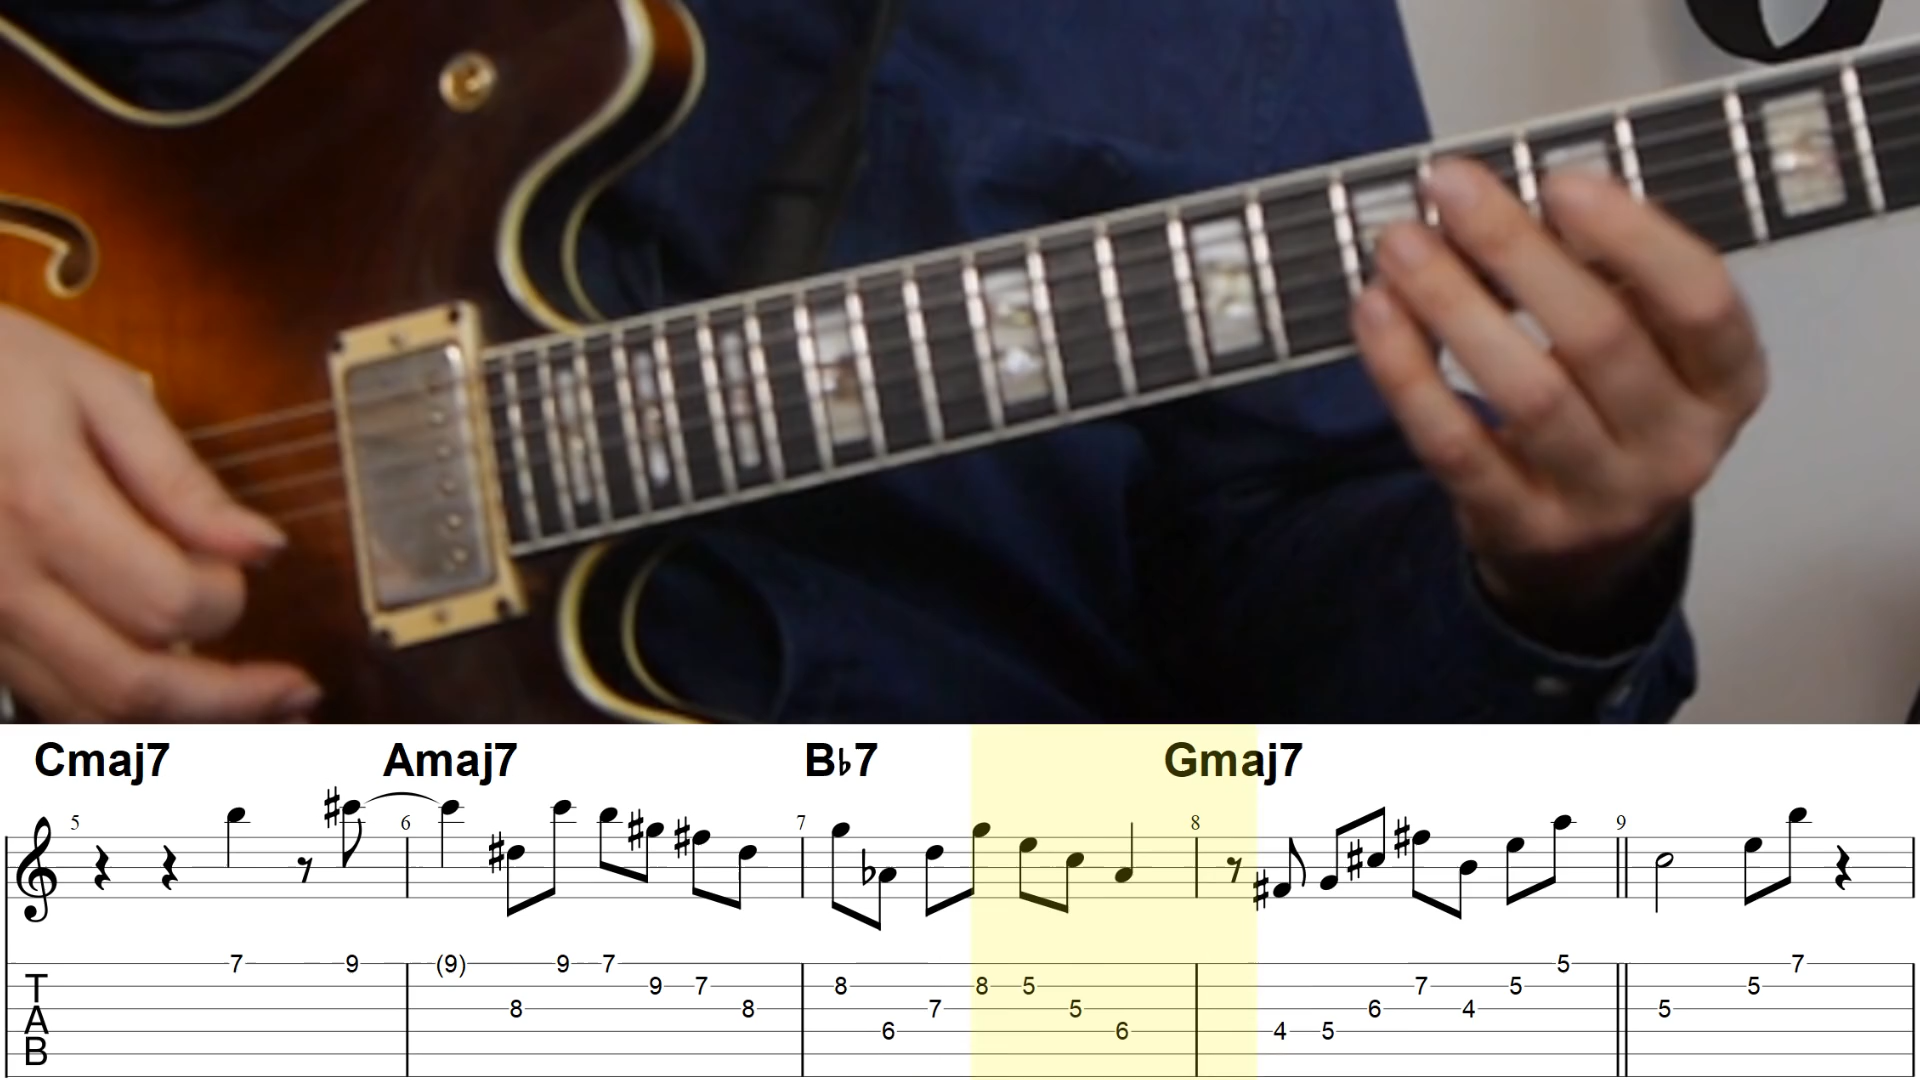 Cmaj7 Amaj7 B♭7 Gmaj7
5 6 7 8 9
7 9 (9) 9 7 5 7
T 9 7 8 8 5 7 5 5
A 8 8 7 5 6 4 5
B 6 6 4 5